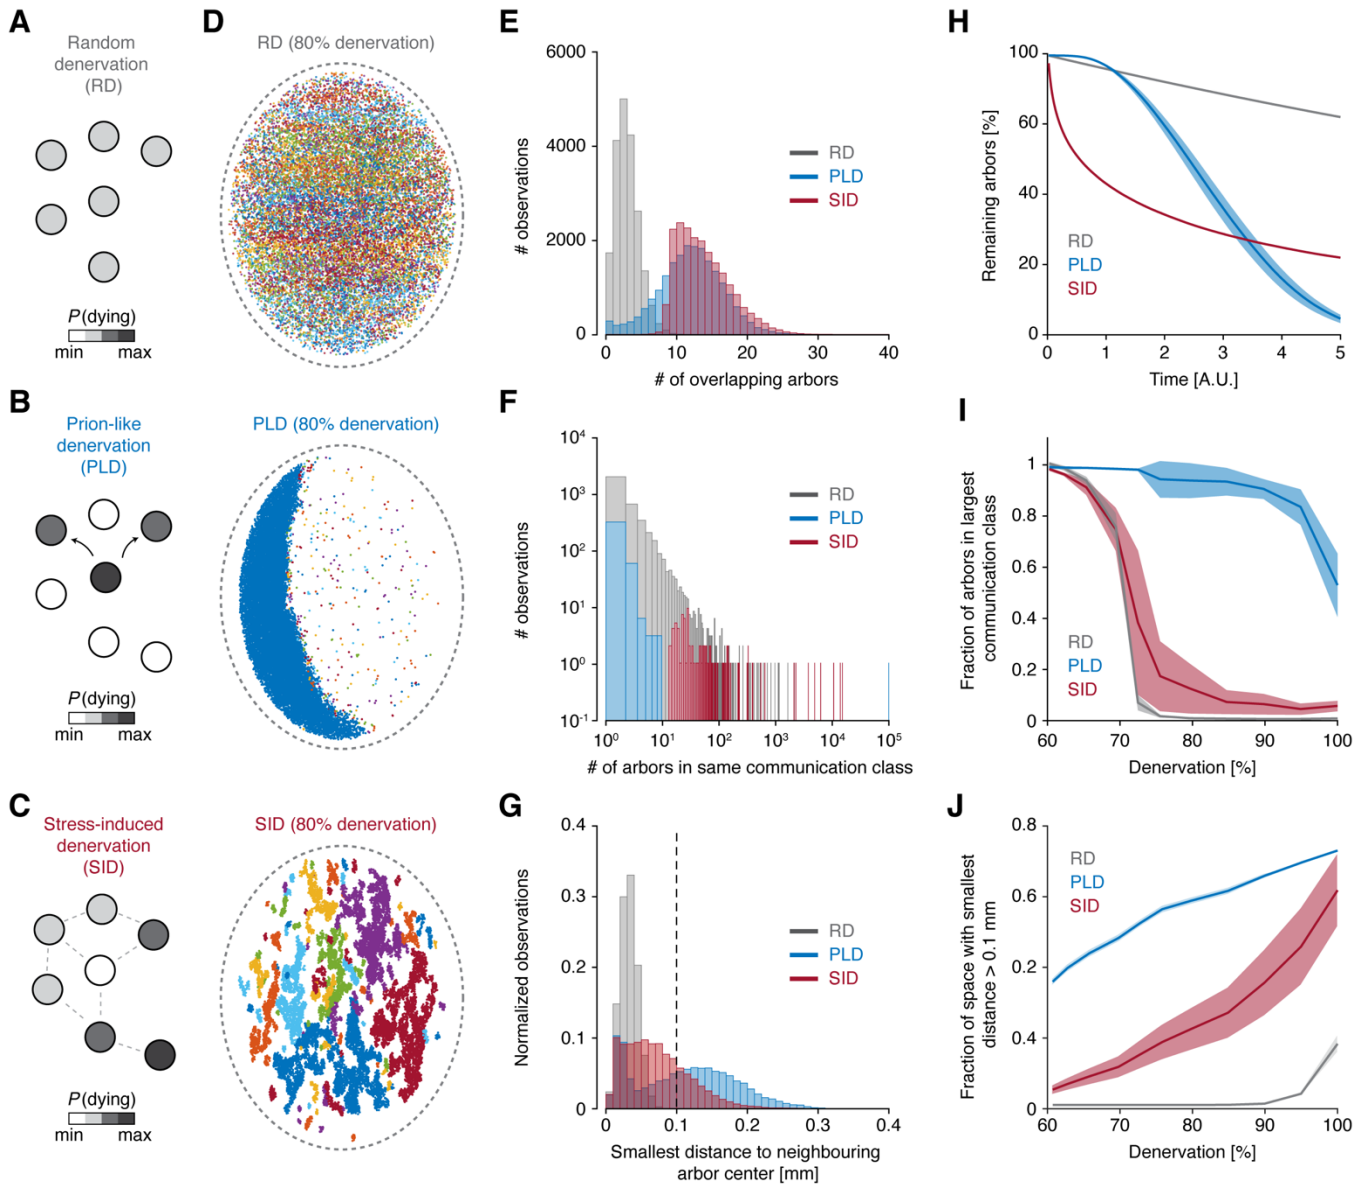 A
Random
denervation
(RD)
P(dying)
min max
B
Prion-like
denervation
(PLD)
P(dying)
min max
C
Stress-induced
denervation
(SID)
P(dying)
min max
D
RD (80% denervation)
PLD (80% denervation)
SID (80% denervation)
E
# observations
6000
4000
2000
0
RD
PLD
SID
0 10 20 30 40
# of overlapping arbors
F
# observations
10⁴
10³
10²
10¹
10⁰
10⁻¹
RD
PLD
SID
10⁰ 10¹ 10² 10³ 10⁴ 10⁵
# of arbors in same communication class
G
Normalized observations
0.4
0.3
0.2
0.1
0
RD
PLD
SID
0 0.1 0.2 0.3 0.4
Smallest distance to neighbouring
arbor center [mm]
H
Remaining arbors [%]
100
60
40
20
0
RD
PLD
SID
0 1 2 3 4 5
Time [A.U.]
I
Fraction of arbors in largest
communication class
1
0.8
0.6
0.4
0.2
0
RD
PLD
SID
60 70 80 90 100
Denervation [%]
J
Fraction of space with smallest
distance > 0.1 mm
0.8
0.6
0.2
0.4
0
RD
PLD
SID
60 70 80 90 100
Denervation [%]